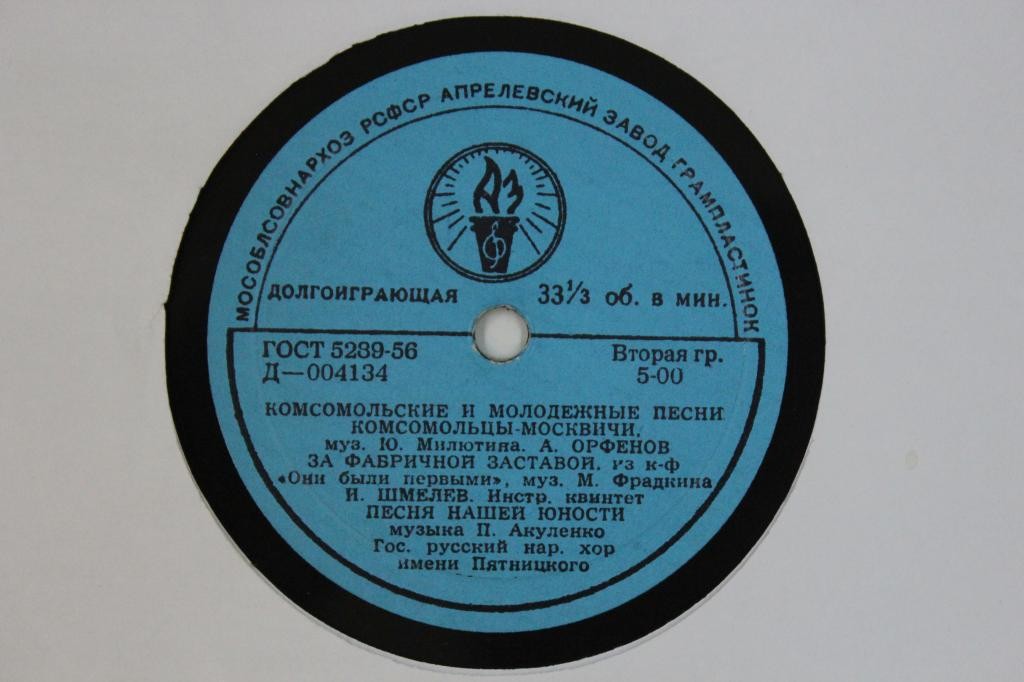 МОСОБЛСОВНАРХОЗ РСФСР АПРЕЛЕВСКИЙ ЗАВОД ГРАМПЛАСТИНОК
АЗ
ДОЛГОИГРАЮЩАЯ 33⅓ об. в мин.
ГОСТ 5289-56 Вторая гр.
Д—004134 5-00
КОМСОМОЛЬСКИЕ И МОЛОДЕЖНЫЕ ПЕСНИ
КОМСОМОЛЬЦЫ-МОСКВИЧИ,
муз. Ю. Милютина. А. ОРФЕНОВ
ЗА ФАБРИЧНОЙ ЗАСТАВОЙ, из к-ф
«Они были первыми», муз. М. Фрадкина
И. ШМЕЛЕВ. Инстр. квинтет
ПЕСНЯ НАШЕЙ ЮНОСТИ
музыка П. Акуленко
Гос. русский нар. хор
имени Пятницкого